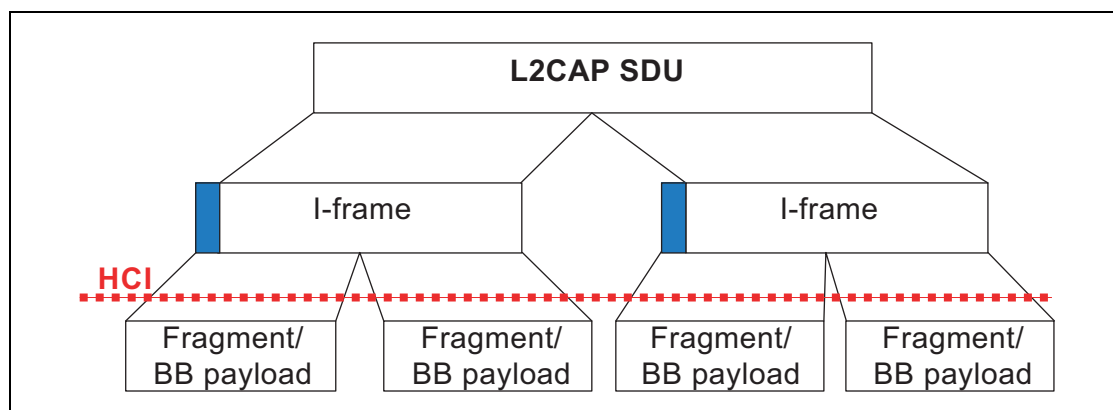 L2CAP SDU
I-frame
I-frame
HCI
Fragment/
BB payload
Fragment/
BB payload
Fragment/
BB payload
Fragment/
BB payload